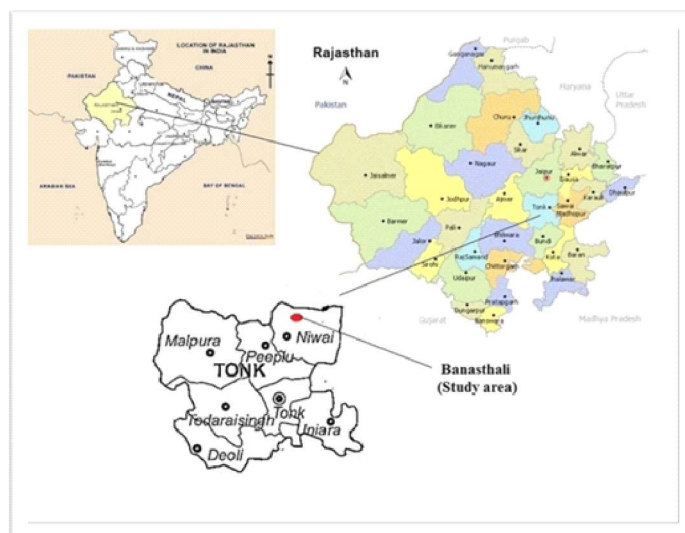 LOCATION OF RAJASTHAN
IN INDIA
CHINA
PAKISTAN
NEPAL
ARABIAN SEA
BAY OF BENGAL
Rajasthan
N
Pakistan
Punjab
Haryana
Uttar
Pradesh
Gujarat
Madhya Pradesh
Ganganagar
Hanumangarh
Churu
Jhunjhunu
Bikaner
Sikar
Alwar
Nagaur
Jaipur
Bharatpur
Jaisalmer
Dausa
Dholpur
Karauli
Jodhpur
Ajmer
Tonk
Sawai
Madhopur
Barmer
Pali
Bhilwara
Bundi
Jalor
Rajsamand
Kota
Baran
Sirohi
Chittorgarh
Udaipur
Jhalawar
Dungarpur
Pratapgarh
Banswara
Malpura
Peeplu
Niwai
TONK
Todaraisingh
Tonk
Uniara
Deoli
Banasthali
(Study area)